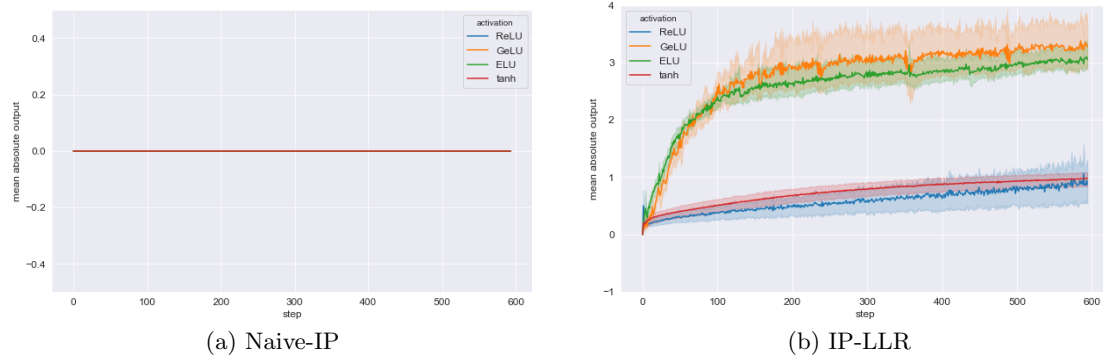 activation
ReLU
GeLU
ELU
tanh
0.4
0.2
0.0
−0.2
−0.4
mean absolute output
0 100 200 300 400 500 600
step
(a) Naive-IP
activation
ReLU
GeLU
ELU
tanh
4
3
2
1
0
−1
mean absolute output
0 100 200 300 400 500 600
step
(b) IP-LLR